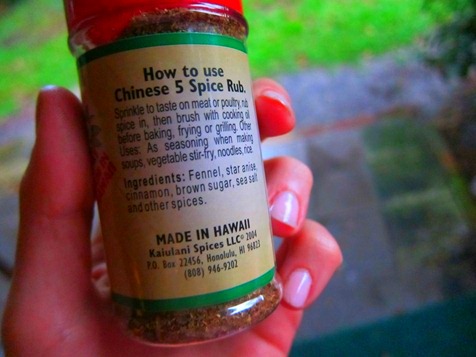 How to use
Chinese 5 Spice Rub.
Sprinkle to taste on meat or poultry, rub
spice in, then brush with cooking oil
before baking, frying or grilling. Other
Uses: As seasoning when making
soups, vegetable stir-fry, noodles, rice.
Ingredients: Fennel, star anise,
cinnamon, brown sugar, sea salt
and other spices.
MADE IN HAWAII
Kaiulani Spices LLC© 2004
P.O. Box 22456, Honolulu, HI 96823
(808) 946-9202